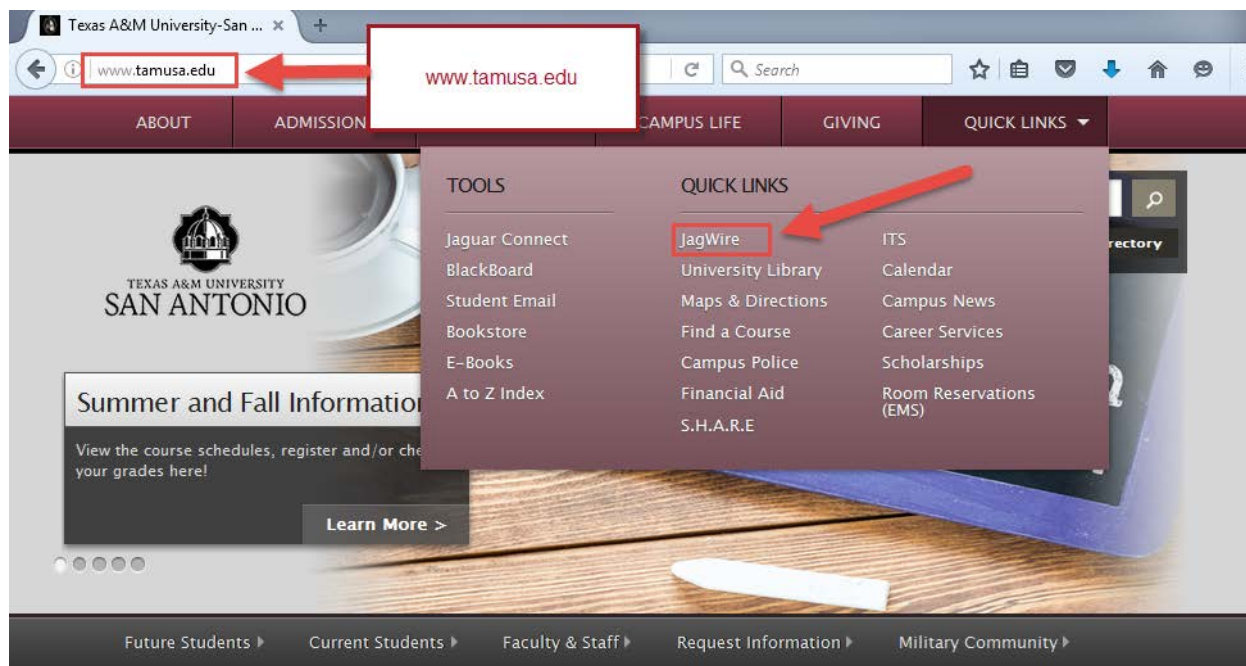 Texas A&M University-San ...
www.tamusa.edu
www.tamusa.edu
Search
ABOUT
ADMISSION
CAMPUS LIFE
GIVING
QUICK LINKS
TOOLS
Jaguar Connect
BlackBoard
Student Email
Bookstore
E-Books
A to Z Index
QUICK LINKS
JagWire
University Library
Maps & Directions
Find a Course
Campus Police
Financial Aid
S.H.A.R.E
ITS
Calendar
Campus News
Career Services
Scholarships
Room Reservations
(EMS)
rectory
TEXAS A&M UNIVERSITY
SAN ANTONIO
Summer and Fall Information
View the course schedules, register and/or che
your grades here!
Learn More >
Future Students
Current Students
Faculty & Staff
Request Information
Military Community